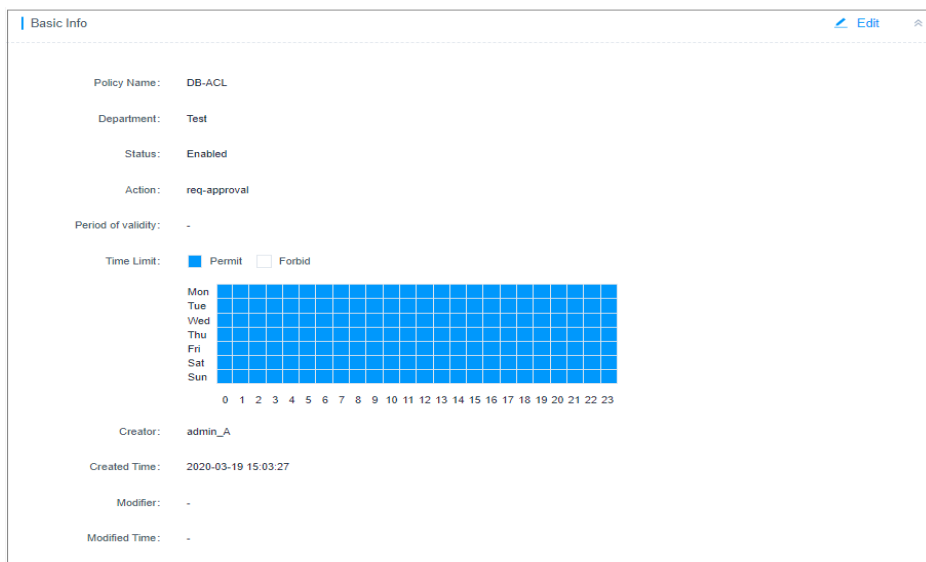 Basic Info Edit
Policy Name: DB-ACL
Department: Test
Status: Enabled
Action: req-approval
Period of validity: -
Time Limit: Permit Forbid
Mon
Tue
Wed
Thu
Fri
Sat
Sun
0 1 2 3 4 5 6 7 8 9 10 11 12 13 14 15 16 17 18 19 20 21 22 23
Creator: admin_A
Created Time: 2020-03-19 15:03:27
Modifier: -
Modified Time: -